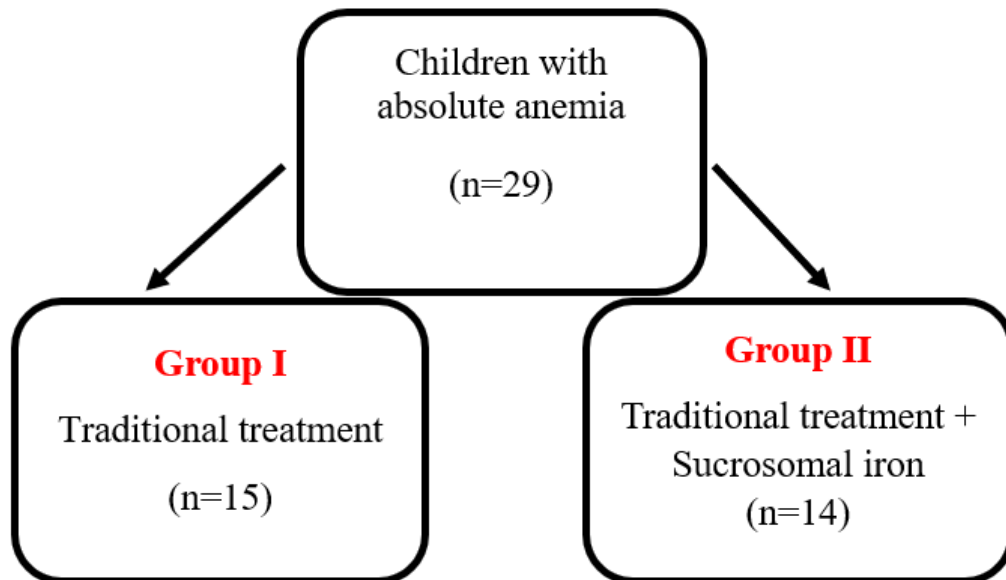 Children with
absolute anemia
(n=29)
Group I
Traditional treatment
(n=15)
Group II
Traditional treatment +
Sucrosomal iron
(n=14)